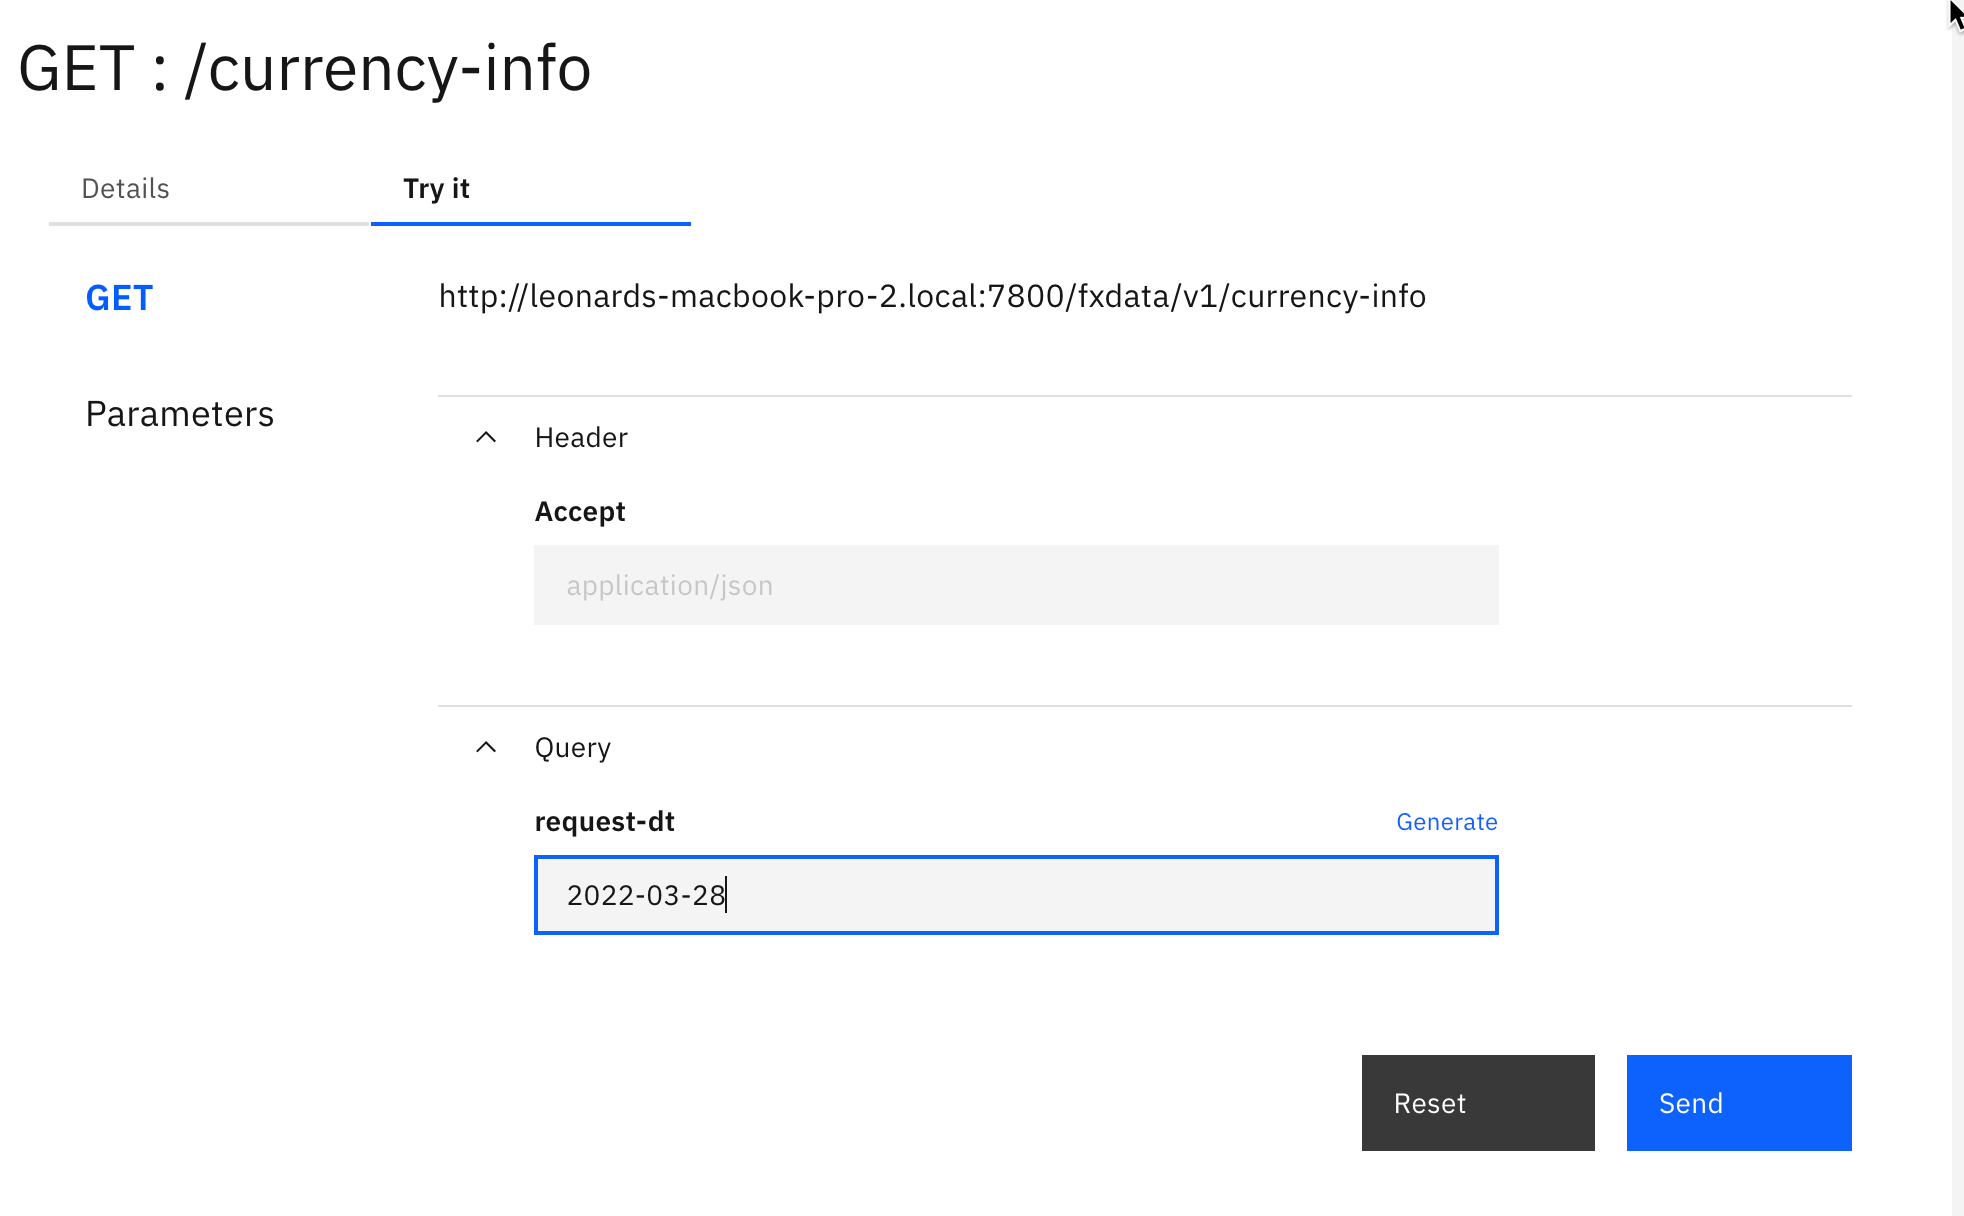 GET : /currency-info
Details
Try it
GET
http://leonards-macbook-pro-2.local:7800/fxdata/v1/currency-info
Parameters
Header
Accept
application/json
Query
request-dt
Generate
2022-03-28
Reset
Send